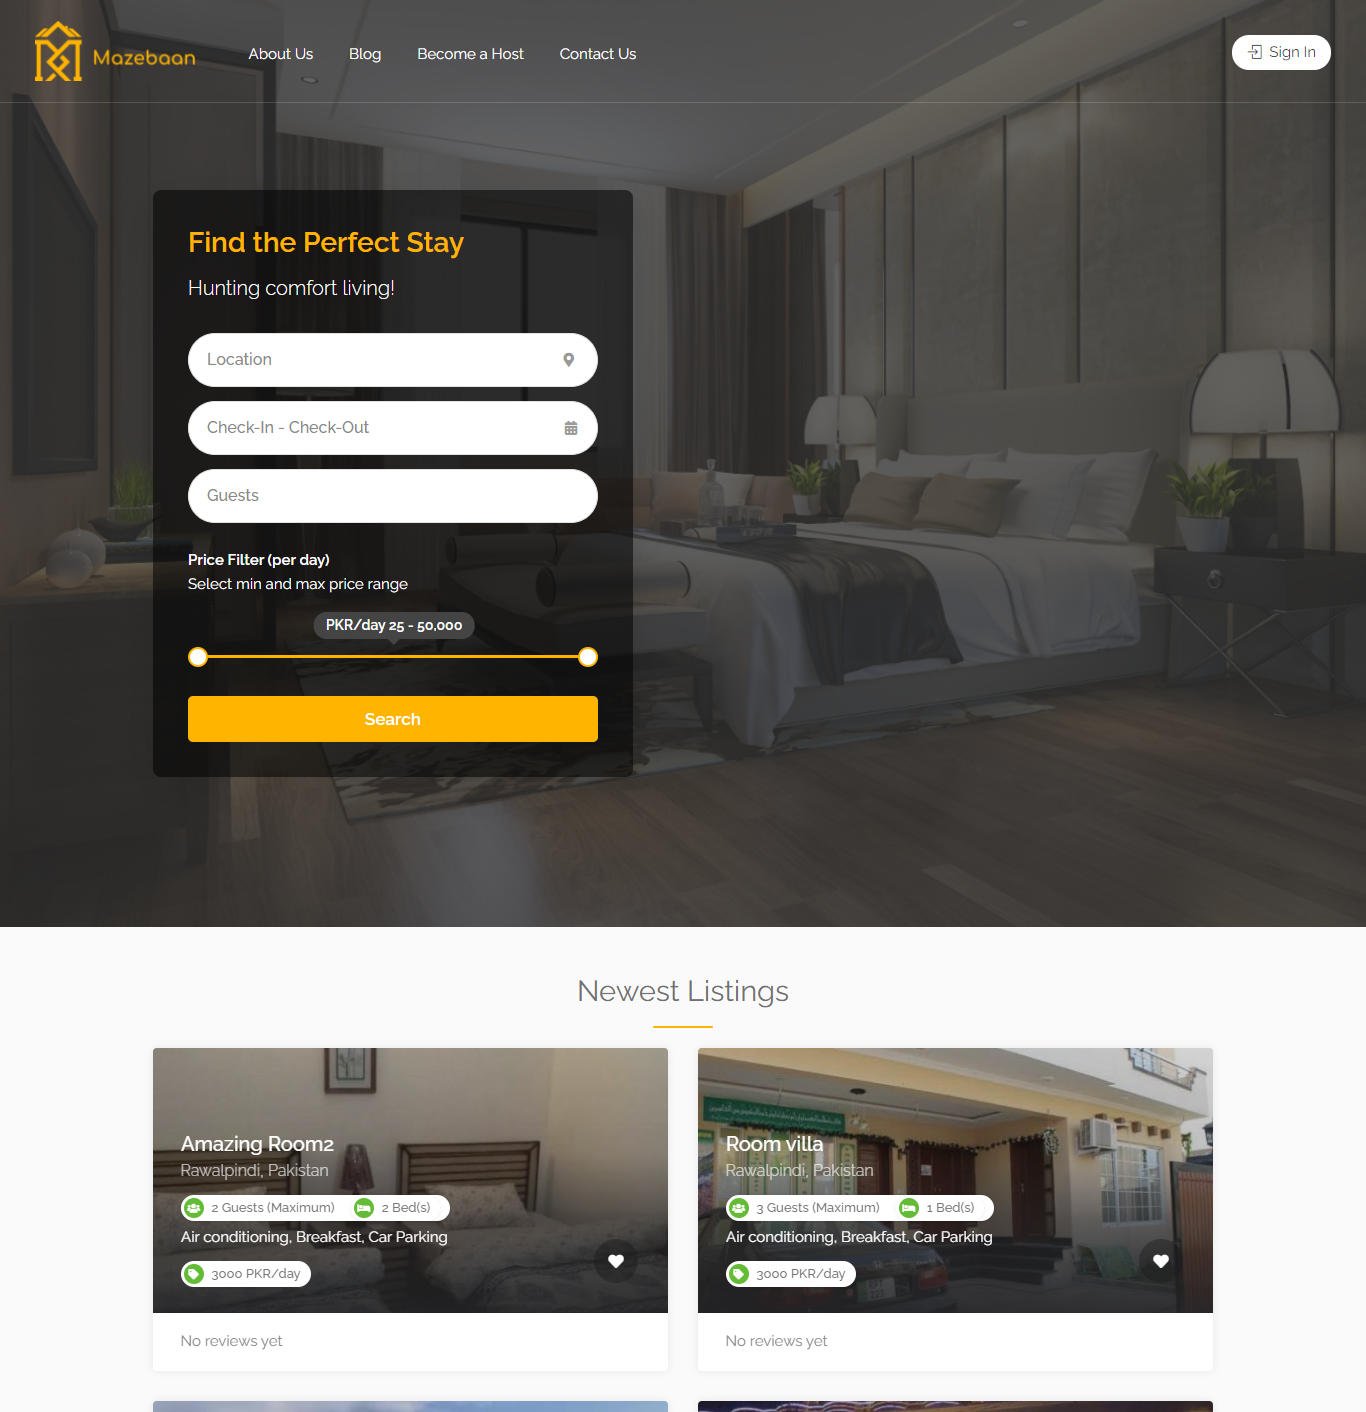 Mazebaan
About Us
Blog
Become a Host
Contact Us
Sign In
Find the Perfect Stay
Hunting comfort living!
Location
Check-In - Check-Out
Guests
Price Filter (per day)
Select min and max price range
PKR/day 25 - 50,000
Search
Newest Listings
Amazing Room2
Rawalpindi, Pakistan
2 Guests (Maximum)
2 Bed(s)
Air conditioning, Breakfast, Car Parking
3000 PKR/day
No reviews yet
Room villa
Rawalpindi, Pakistan
3 Guests (Maximum)
1 Bed(s)
Air conditioning, Breakfast, Car Parking
3000 PKR/day
No reviews yet